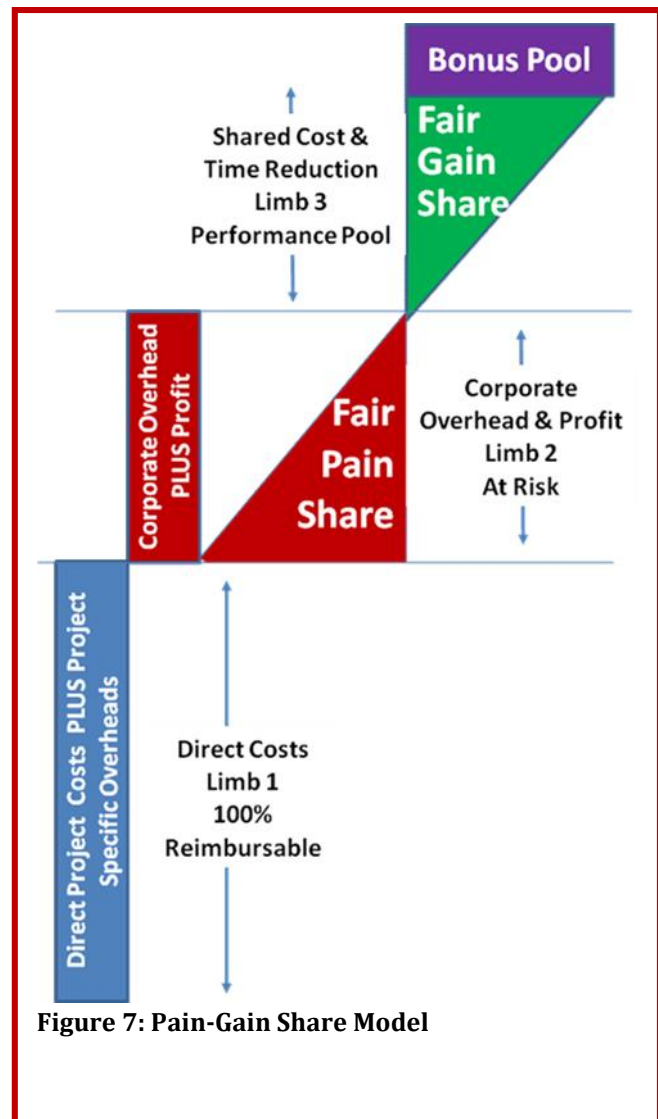 Bonus Pool
Fair
Gain
Share
Shared Cost &
Time Reduction
Limb 3
Performance Pool
Corporate Overhead
PLUS Profit
Fair
Pain
Share
Corporate
Overhead & Profit
Limb 2
At Risk
Direct Project Costs PLUS Project
Specific Overheads
Direct Costs
Limb 1
100%
Reimbursable
Figure 7: Pain-Gain Share Model